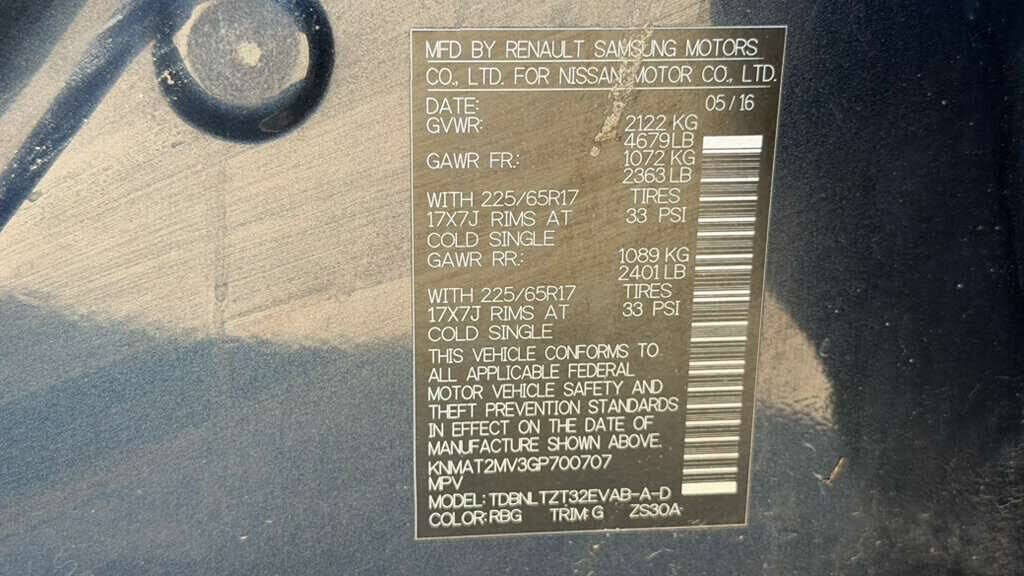 MFD BY RENAULT SAMSUNG MOTORS
CO., LTD. FOR NISSAN MOTOR CO., LTD.
DATE: 05/16
GVWR: 2122 KG
4679LB
GAWR FR: 1072 KG
2363 LB
WITH 225/65R17 TIRES
17X7J RIMS AT 33 PSI
COLD SINGLE
GAWR RR: 1089 KG
2401 LB
WITH 225/65R17 TIRES
17X7J RIMS AT 33 PSI
COLD SINGLE
THIS VEHICLE CONFORMS TO
ALL APPLICABLE FEDERAL
MOTOR VEHICLE SAFETY AND
THEFT PREVENTION STANDARDS
IN EFFECT ON THE DATE OF
MANUFACTURE SHOWN ABOVE.
KNMAT2MV3GP700707
MPV
MODEL: TDBNLTZT32EVAB-A-D
COLOR: RBG TRIM: G ZS30A